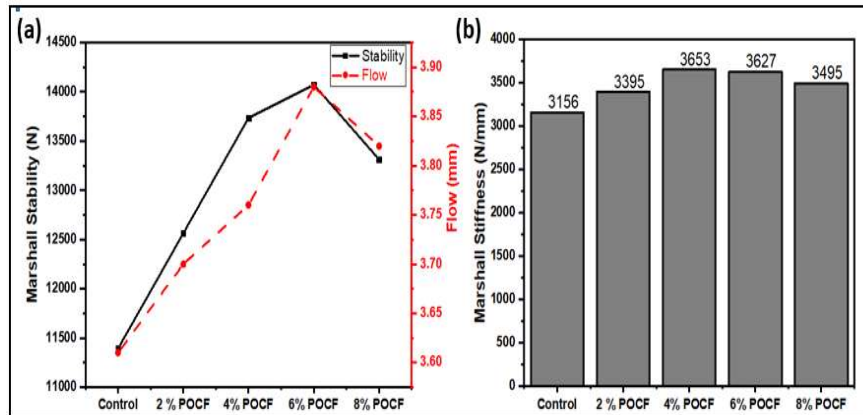 (a)
Stability
Flow
14500
14000
13500
13000
12500
12000
11500
11000
Marshall Stability (N)
3.90
3.85
3.80
3.75
3.70
3.65
3.60
Flow (mm)
Control
2 % POCF
4% POCF
6% POCF
8% POCF
(b)
4000
3500
3000
2500
2000
1500
1000
500
0
Marshall Stiffness (N/mm)
3156
3395
3653
3627
3495
Control
2 % POCF
4% POCF
6% POCF
8% POCF